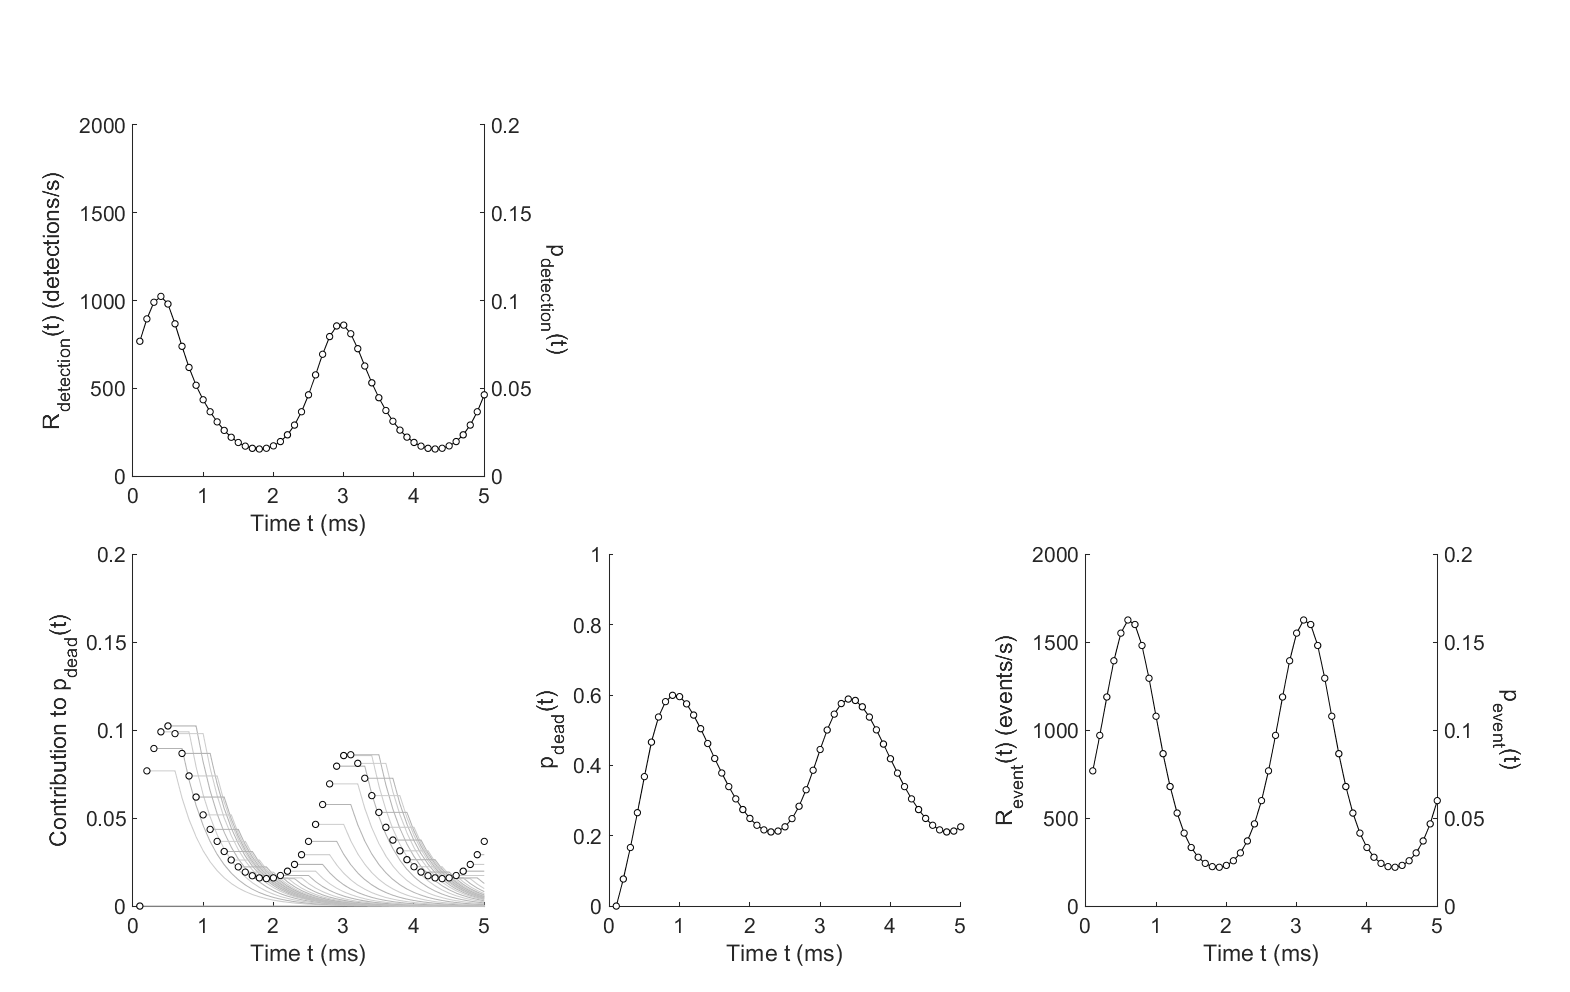 2000
1500
1000
500
0
R_detection(t) (detections/s)
0.2
0.15
0.1
0.05
0
p_detection(t)
0 1 2 3 4 5
Time t (ms)
0.2
0.15
0.1
0.05
0
Contribution to p_dead(t)
0 1 2 3 4 5
Time t (ms)
1
0.8
0.6
0.4
0.2
0
p_dead(t)
0 1 2 3 4 5
Time t (ms)
2000
1500
1000
500
0
R_event(t) (events/s)
0.2
0.15
0.1
0.05
0
p_event(t)
0 1 2 3 4 5
Time t (ms)